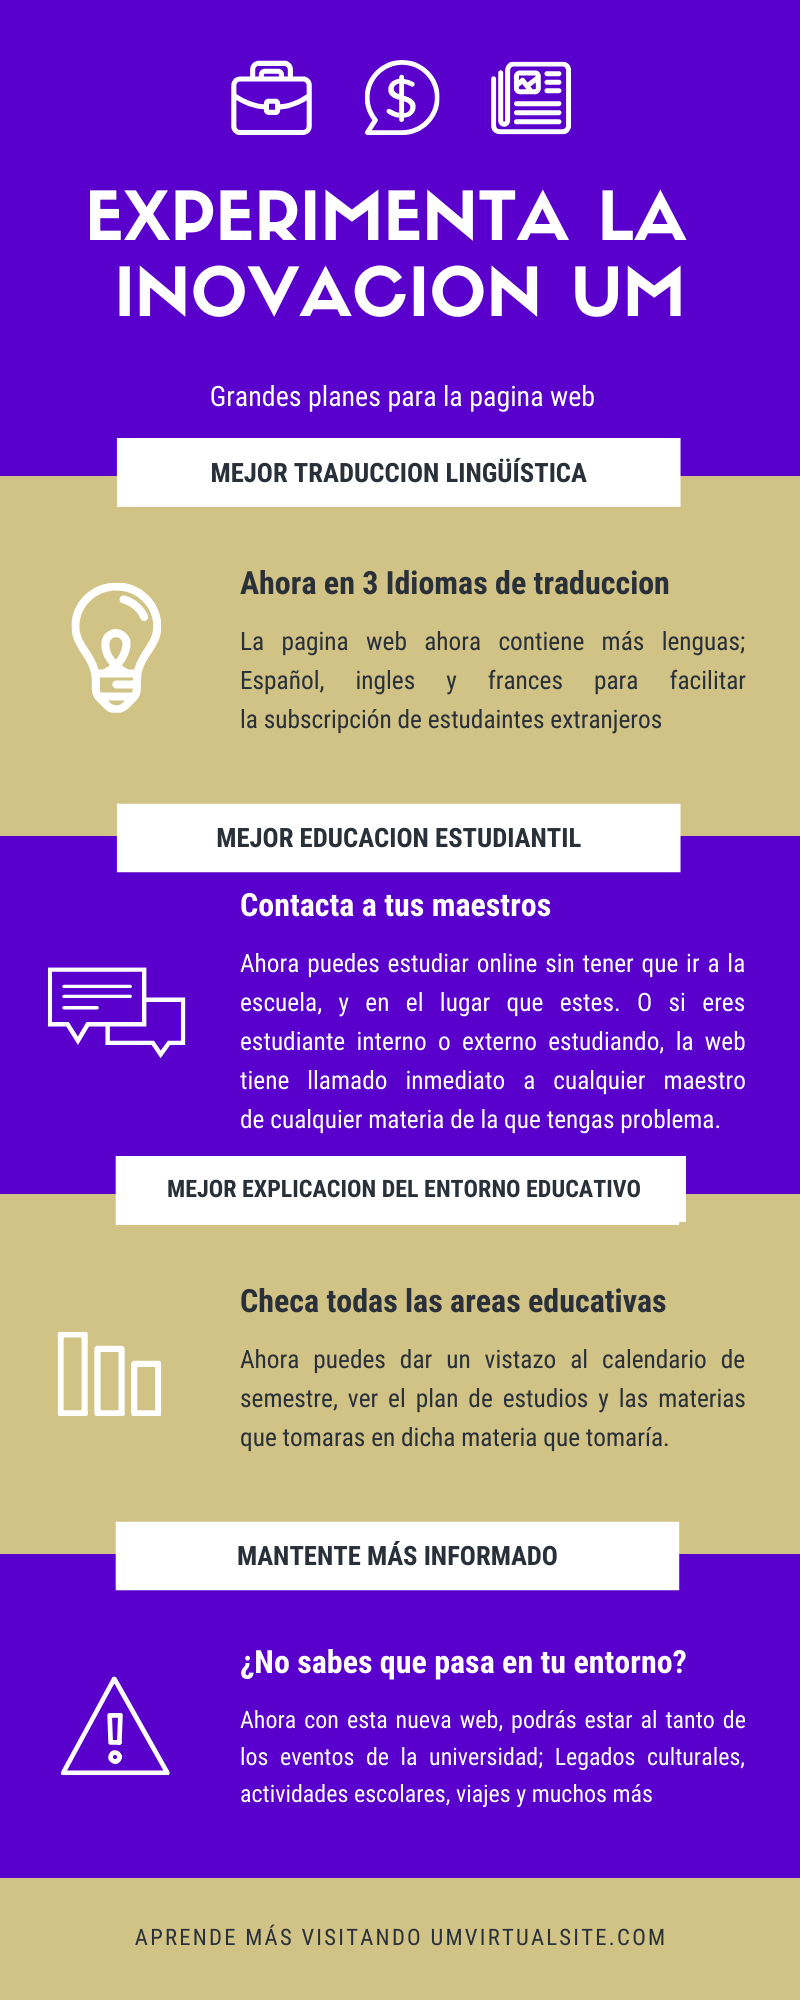 EXPERIMENTA LA
INOVACION UM
Grandes planes para la pagina web
MEJOR TRADUCCION LINGÜÍSTICA
Ahora en 3 Idiomas de traduccion
La pagina web ahora contiene más lenguas;
Español, ingles y frances para facilitar
la subscripción de estudaintes extranjeros
MEJOR EDUCACION ESTUDIANTIL
Contacta a tus maestros
Ahora puedes estudiar online sin tener que ir a la
escuela, y en el lugar que estes. O si eres
estudiante interno o externo estudiando, la web
tiene llamado inmediato a cualquier maestro
de cualquier materia de la que tengas problema.
MEJOR EXPLICACION DEL ENTORNO EDUCATIVO
Checa todas las areas educativas
Ahora puedes dar un vistazo al calendario de
semestre, ver el plan de estudios y las materias
que tomaras en dicha materia que tomaría.
MANTENTE MÁS INFORMADO
¿No sabes que pasa en tu entorno?
Ahora con esta nueva web, podrás estar al tanto de
los eventos de la universidad; Legados culturales,
actividades escolares, viajes y muchos más
APRENDE MÁS VISITANDO UMVIRTUALSITE.COM